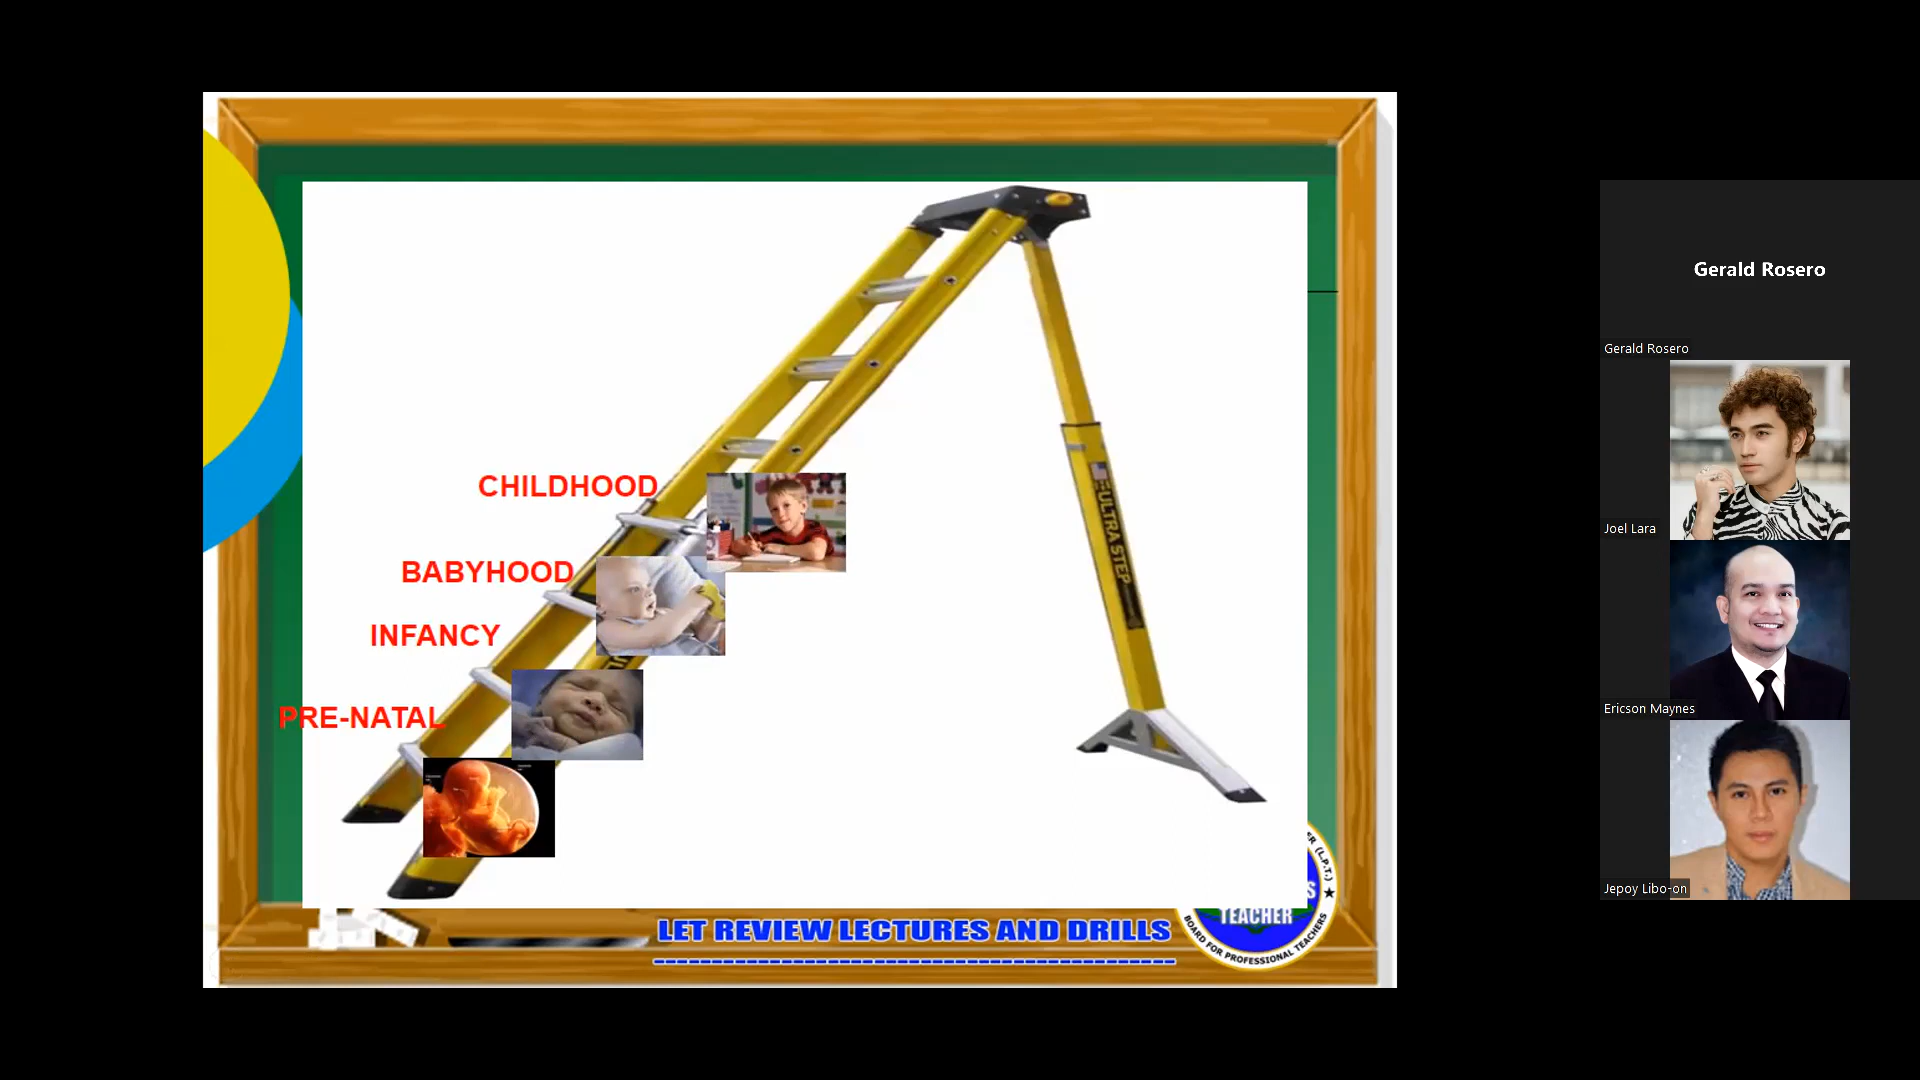 CHILDHOOD
BABYHOOD
INFANCY
PRE-NATAL
ULTRA STEP
LET REVIEW LECTURES AND DRILLS
TEACHER
BOARD FOR PROFESSIONAL TEACHERS
(L.P.T.)
Gerald Rosero
Gerald Rosero
Joel Lara
Ericson Maynes
Jepoy Libo-on